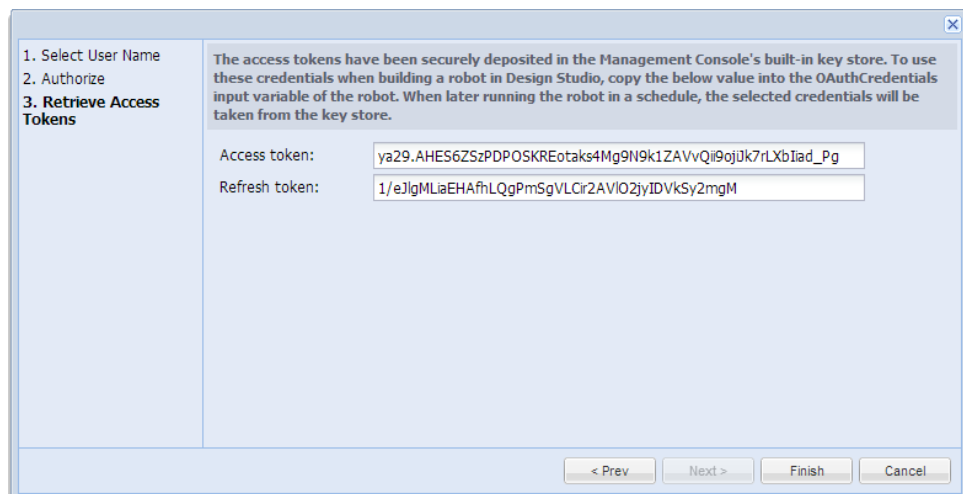 1. Select User Name
2. Authorize
3. Retrieve Access
Tokens
The access tokens have been securely deposited in the Management Console's built-in key store. To use
these credentials when building a robot in Design Studio, copy the below value into the OAuthCredentials
input variable of the robot. When later running the robot in a schedule, the selected credentials will be
taken from the key store.
Access token:
ya29.AHES6ZSzPDPOSKREotaks4Mg9N9k1ZAVvQii9ojiJk7rLXbIiad_Pg
Refresh token:
1/eJlgMLiaEHAfhLQgPmSgVLCir2AVlO2jyIDVkSy2mgM
< Prev
Next >
Finish
Cancel